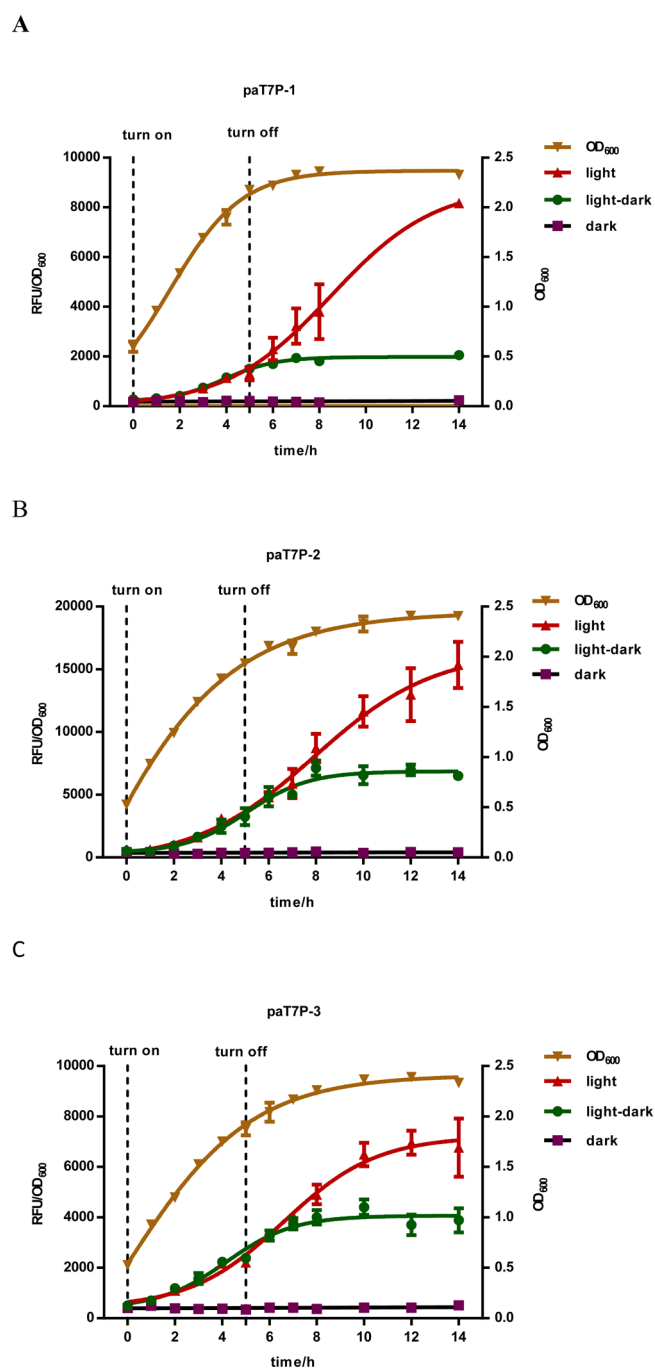 A
paT7P-1
turn on
turn off
OD600
light
light-dark
dark
10000
8000
6000
4000
2000
0
RFU/OD600
2.5
2.0
1.5
1.0
0.5
0.0
OD600
0 2 4 6 8 10 12 14
time/h
B
paT7P-2
turn on
turn off
OD600
light
light-dark
dark
20000
15000
10000
5000
0
RFU/OD600
2.5
2.0
1.5
1.0
0.5
0.0
OD600
0 2 4 6 8 10 12 14
time/h
C
paT7P-3
turn on
turn off
OD600
light
light-dark
dark
10000
8000
6000
4000
2000
0
RFU/OD600
2.5
2.0
1.5
1.0
0.5
0.0
OD600
0 2 4 6 8 10 12 14
time/h